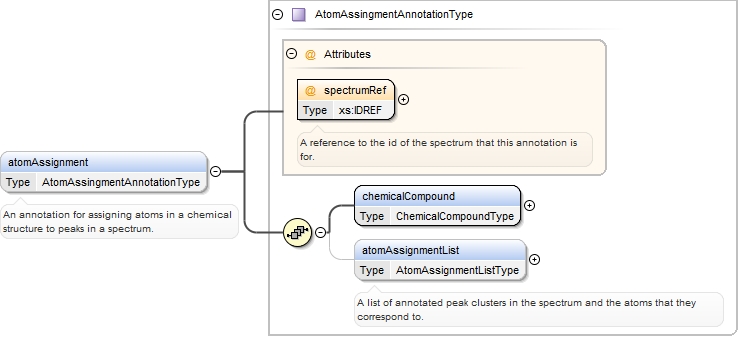 AtomAssingmentAnnotationType
@ Attributes
@ spectrumRef
Type xs:IDREF
A reference to the id of the spectrum that this annotation is
for.
atomAssignment
Type AtomAssingmentAnnotationType
An annotation for assigning atoms in a chemical
structure to peaks in a spectrum.
chemicalCompound
Type ChemicalCompoundType
atomAssignmentList
Type AtomAssignmentListType
A list of annotated peak clusters in the spectrum and the atoms that they
correspond to.